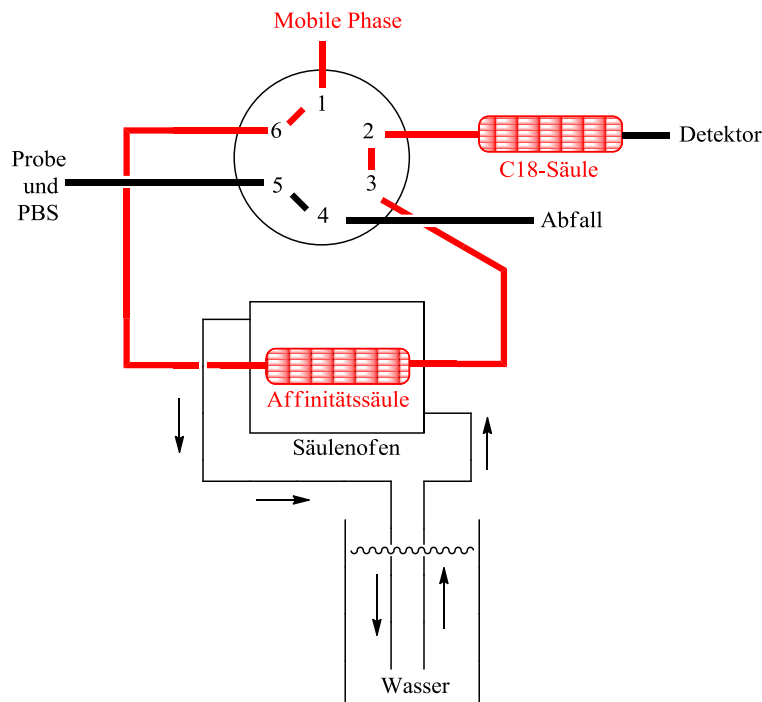 Mobile Phase
1
6
2
Detektor
C18-Säule
Probe
und
PBS
5
3
4
Abfall
Affinitätssäule
Säulenofen
Wasser